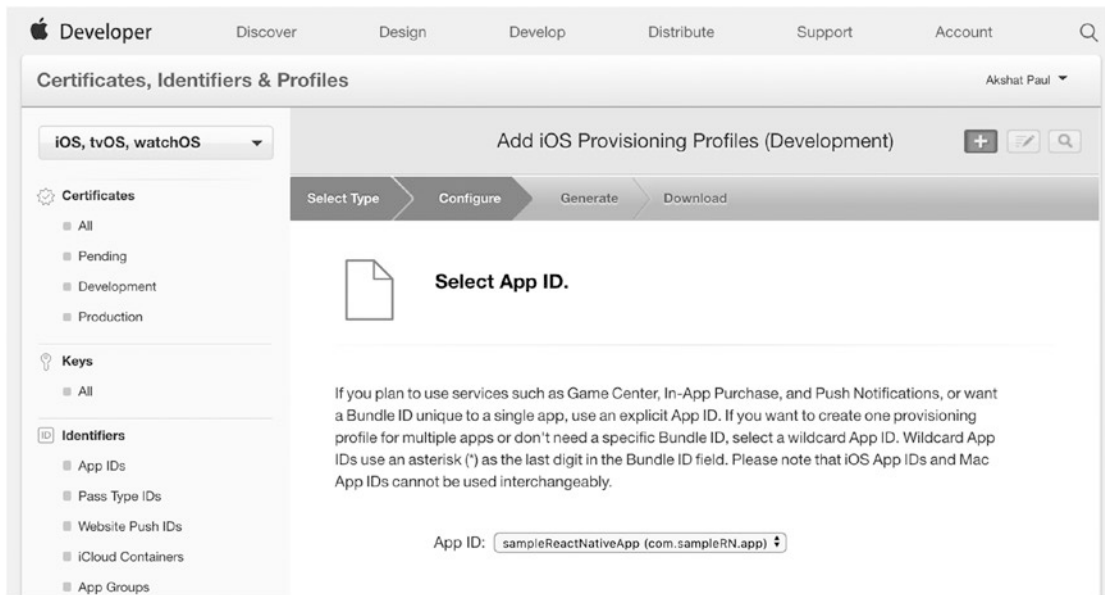 Developer
Discover
Design
Develop
Distribute
Support
Account
Certificates, Identifiers & Profiles
Akshat Paul
iOS, tvOS, watchOS
Add iOS Provisioning Profiles (Development)
Select Type
Configure
Generate
Download
Certificates
All
Pending
Development
Production
Keys
All
ID Identifiers
App IDs
Pass Type IDs
Website Push IDs
iCloud Containers
App Groups
Select App ID.
If you plan to use services such as Game Center, In-App Purchase, and Push Notifications, or want
a Bundle ID unique to a single app, use an explicit App ID. If you want to create one provisioning
profile for multiple apps or don't need a specific Bundle ID, select a wildcard App ID. Wildcard App
IDs use an asterisk (*) as the last digit in the Bundle ID field. Please note that iOS App IDs and Mac
App IDs cannot be used interchangeably.
App ID: sampleReactNativeApp (com.sampleRN.app)